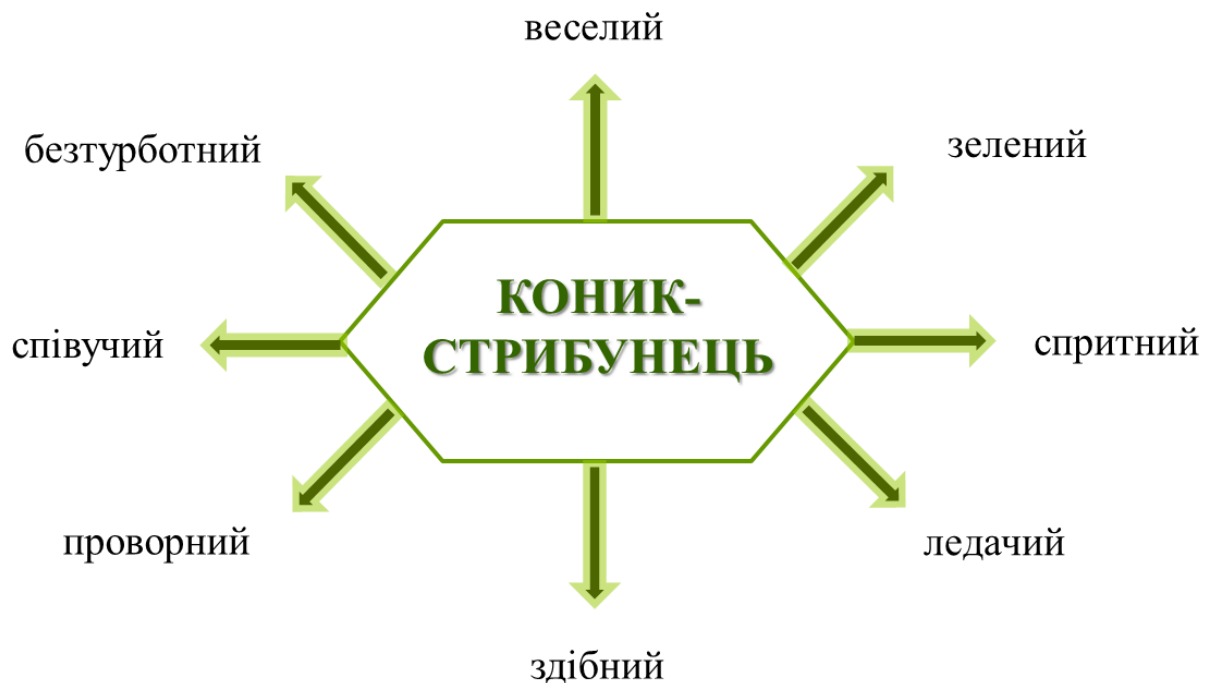 веселий
безтурботний
зелений
КОНИК-
СТРИБУНЕЦЬ
співучий
спритний
проворний
ледачий
здібний